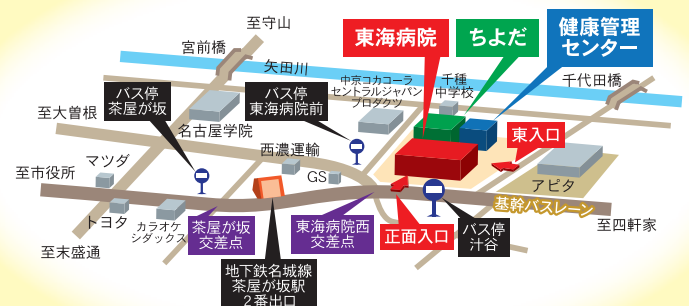 至守山
宮前橋
矢田川
東海病院
ちよだ
健康管理
センター
千代田橋
バス停
茶屋が坂
バス停
東海病院前
中京コカコーラ
セントラルジャパン
プロダクツ
千種
中学校
至大曽根
名古屋学院
東入口
西濃運輸
マツダ
至市役所
GS
アピタ
基幹バスレーン
トヨタ
カラオケ
シダックス
茶屋が坂
交差点
東海病院西
交差点
正面入口
バス停
汁谷
至四軒家
至末盛通
地下鉄名城線
茶屋が坂駅
2番出口